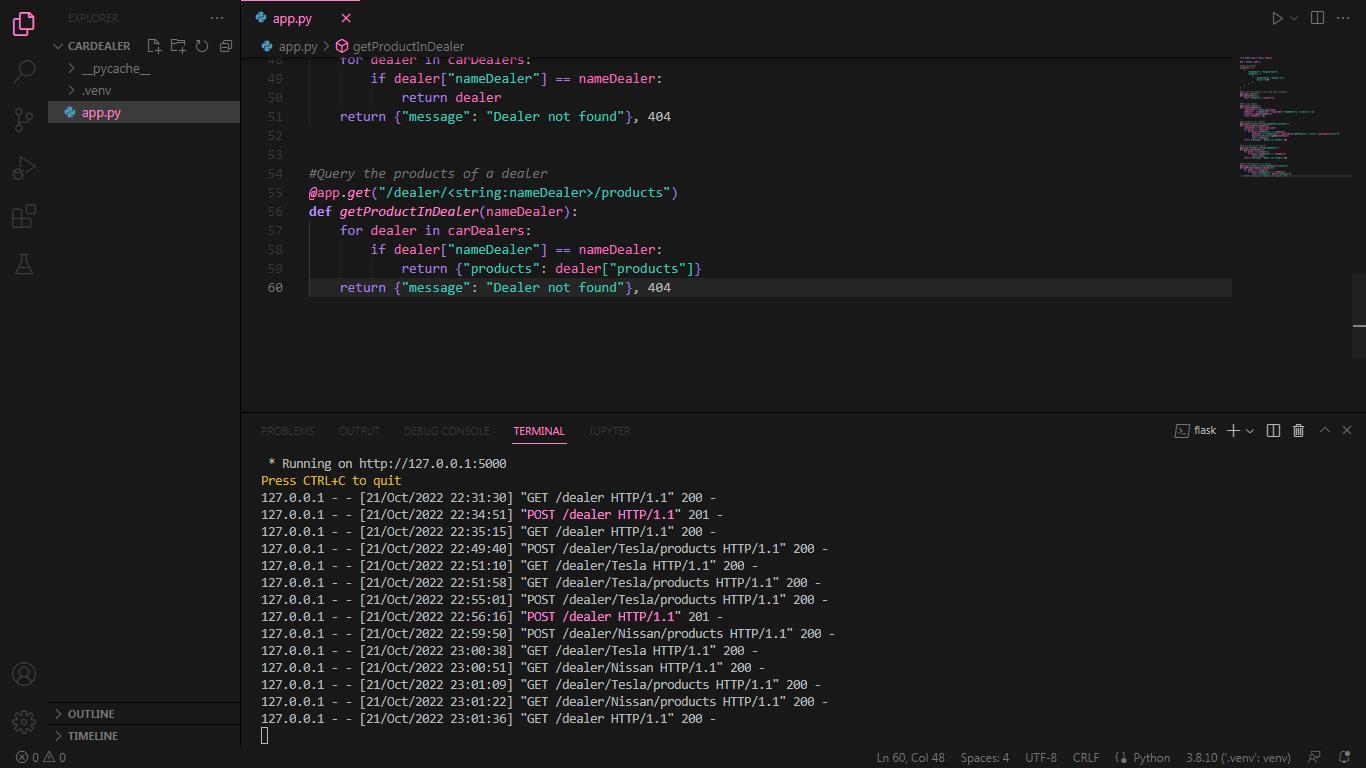 EXPLORER
CARDEALER
__pycache__
.venv
app.py
OUTLINE
TIMELINE
app.py
app.py > getProductInDealer
48 for dealer in carDealers:
49 if dealer["nameDealer"] == nameDealer:
50 return dealer
51 return {"message": "Dealer not found"}, 404
52
53
54 #Query the products of a dealer
55 @app.get("/dealer/<string:nameDealer>/products")
56 def getProductInDealer(nameDealer):
57 for dealer in carDealers:
58 if dealer["nameDealer"] == nameDealer:
59 return {"products": dealer["products"]}
60 return {"message": "Dealer not found"}, 404
PROBLEMS OUTPUT DEBUG CONSOLE TERMINAL JUPYTER
flask
* Running on http://127.0.0.1:5000
Press CTRL+C to quit
127.0.0.1 - - [21/Oct/2022 22:31:30] "GET /dealer HTTP/1.1" 200 -
127.0.0.1 - - [21/Oct/2022 22:34:51] "POST /dealer HTTP/1.1" 201 -
127.0.0.1 - - [21/Oct/2022 22:35:15] "GET /dealer HTTP/1.1" 200 -
127.0.0.1 - - [21/Oct/2022 22:49:40] "POST /dealer/Tesla/products HTTP/1.1" 200 -
127.0.0.1 - - [21/Oct/2022 22:51:10] "GET /dealer/Tesla HTTP/1.1" 200 -
127.0.0.1 - - [21/Oct/2022 22:51:58] "GET /dealer/Tesla/products HTTP/1.1" 200 -
127.0.0.1 - - [21/Oct/2022 22:55:01] "POST /dealer/Tesla/products HTTP/1.1" 200 -
127.0.0.1 - - [21/Oct/2022 22:56:16] "POST /dealer HTTP/1.1" 201 -
127.0.0.1 - - [21/Oct/2022 22:59:50] "POST /dealer/Nissan/products HTTP/1.1" 200 -
127.0.0.1 - - [21/Oct/2022 23:00:38] "GET /dealer/Tesla HTTP/1.1" 200 -
127.0.0.1 - - [21/Oct/2022 23:00:51] "GET /dealer/Nissan HTTP/1.1" 200 -
127.0.0.1 - - [21/Oct/2022 23:01:09] "GET /dealer/Tesla/products HTTP/1.1" 200 -
127.0.0.1 - - [21/Oct/2022 23:01:22] "GET /dealer/Nissan/products HTTP/1.1" 200 -
127.0.0.1 - - [21/Oct/2022 23:01:36] "GET /dealer HTTP/1.1" 200 -
0 0
Ln 60, Col 48 Spaces: 4 UTF-8 CRLF Python 3.8.10 ('.venv': venv)